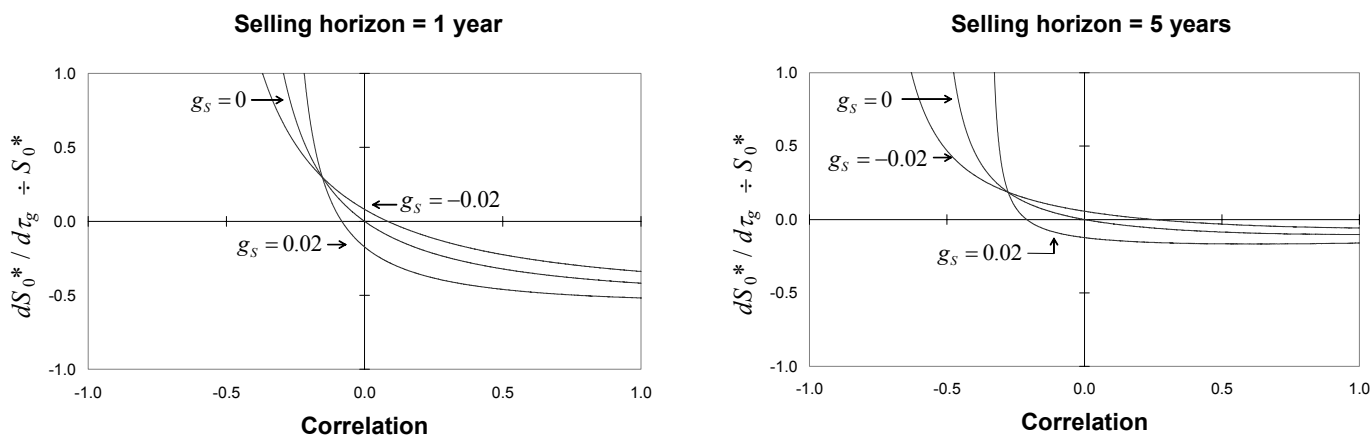 Selling horizon = 1 year
1.0
0.5
0.0
-0.5
-1.0
-1.0
-0.5
0.0
0.5
1.0
g_S = 0
g_S = −0.02
g_S = 0.02
dS_0* / dτ_g ÷ S_0*
Correlation
Selling horizon = 5 years
1.0
0.5
0.0
-0.5
-1.0
-1.0
-0.5
0.0
0.5
1.0
g_S = 0
g_S = −0.02
g_S = 0.02
dS_0* / dτ_g ÷ S_0*
Correlation